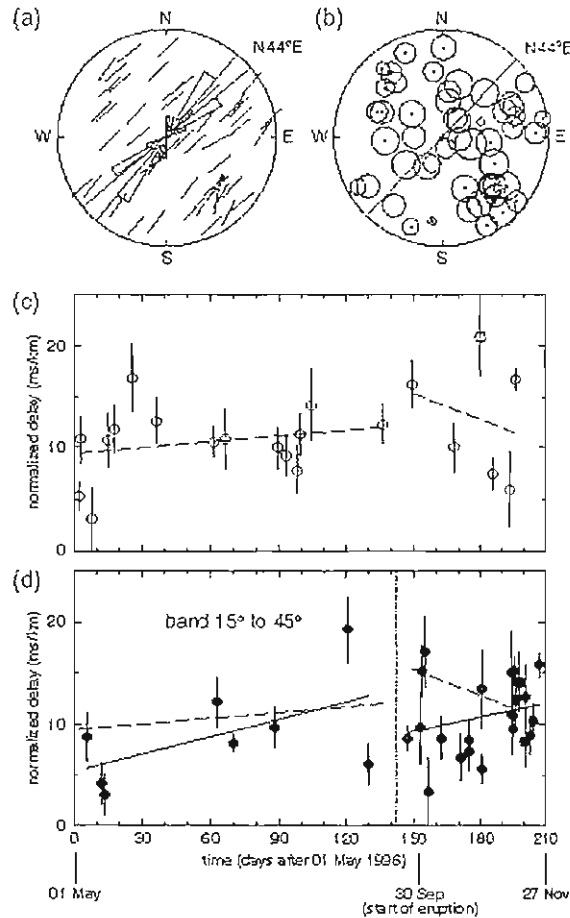 (a)
N
N44°E
W
E
S
(b)
N
N44°E
W
E
S
(c)
20
10
0
normalized delay (ms/km)
(d)
band 15° to 45°
20
10
0
normalized delay (ms/km)
0 30 60 90 120 150 180 210
time (days after 01 May 1996)
01 May
30 Sep
(start of eruption)
27 Nov